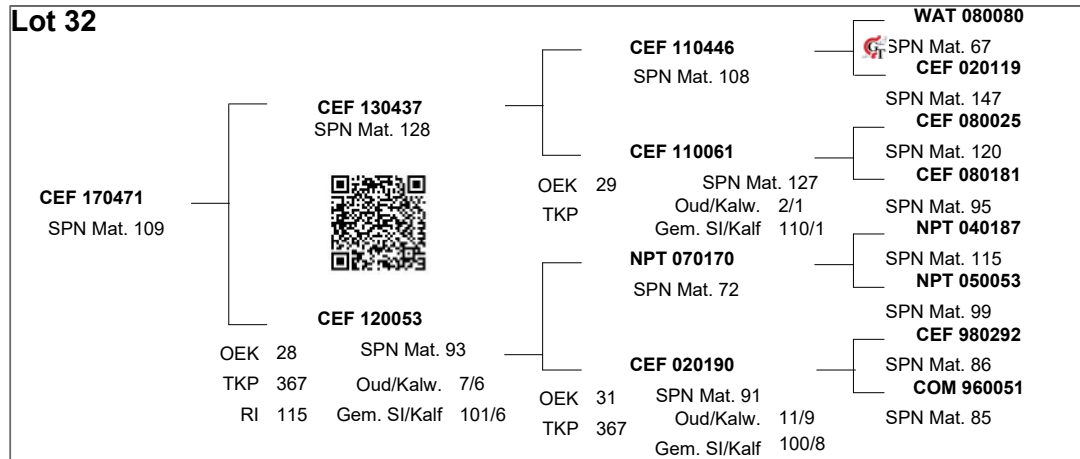 Lot 32
WAT 080080
CEF 110446
GT SPN Mat. 67
SPN Mat. 108
CEF 020119
CEF 130437
SPN Mat. 147
SPN Mat. 128
CEF 080025
CEF 110061
SPN Mat. 120
OEK 29 SPN Mat. 127
CEF 080181
CEF 170471
TKP Oud/Kalw. 2/1
SPN Mat. 95
SPN Mat. 109
Gem. SI/Kalf 110/1
NPT 040187
NPT 070170
SPN Mat. 115
SPN Mat. 72
NPT 050053
CEF 120053
SPN Mat. 99
OEK 28 SPN Mat. 93
CEF 980292
CEF 020190
SPN Mat. 86
TKP 367 Oud/Kalw. 7/6
OEK 31 SPN Mat. 91
COM 960051
RI 115 Gem. SI/Kalf 101/6
Oud/Kalw. 11/9
SPN Mat. 85
TKP 367
Gem. SI/Kalf 100/8